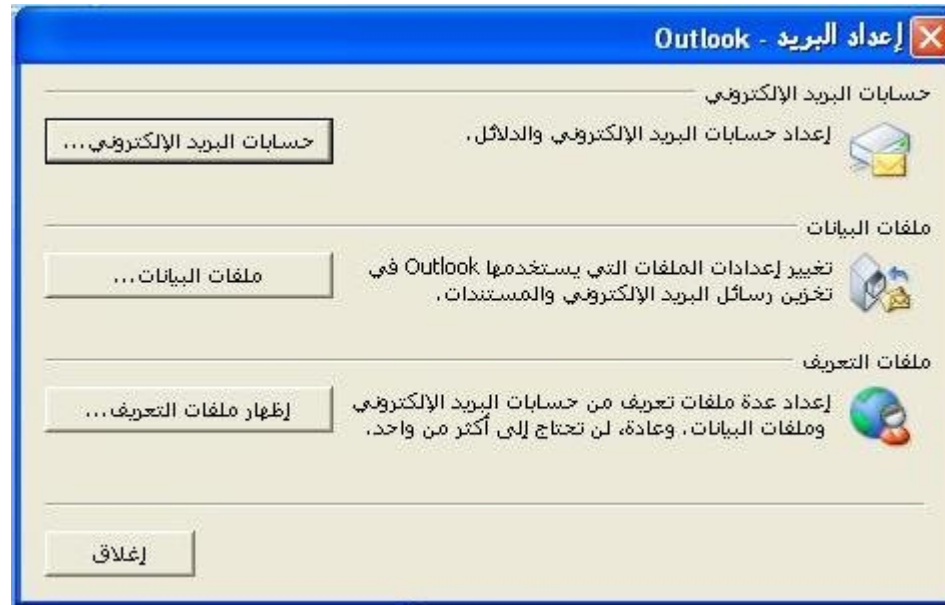 إعداد البريد - Outlook
حسابات البريد الإلكتروني
إعداد حسابات البريد الإلكتروني والدلائل.
حسابات البريد الإلكتروني...
ملفات البيانات
تغيير إعدادات الملفات التي يستخدمها Outlook في
تخزين رسائل البريد الإلكتروني والمستندات.
ملفات البيانات...
ملفات التعريف
إعداد عدة ملفات تعريف من حسابات البريد الإلكتروني
وملفات البيانات. وعادة، لن تحتاج إلى أكثر من واحد.
إظهار ملفات التعريف...
إغلاق